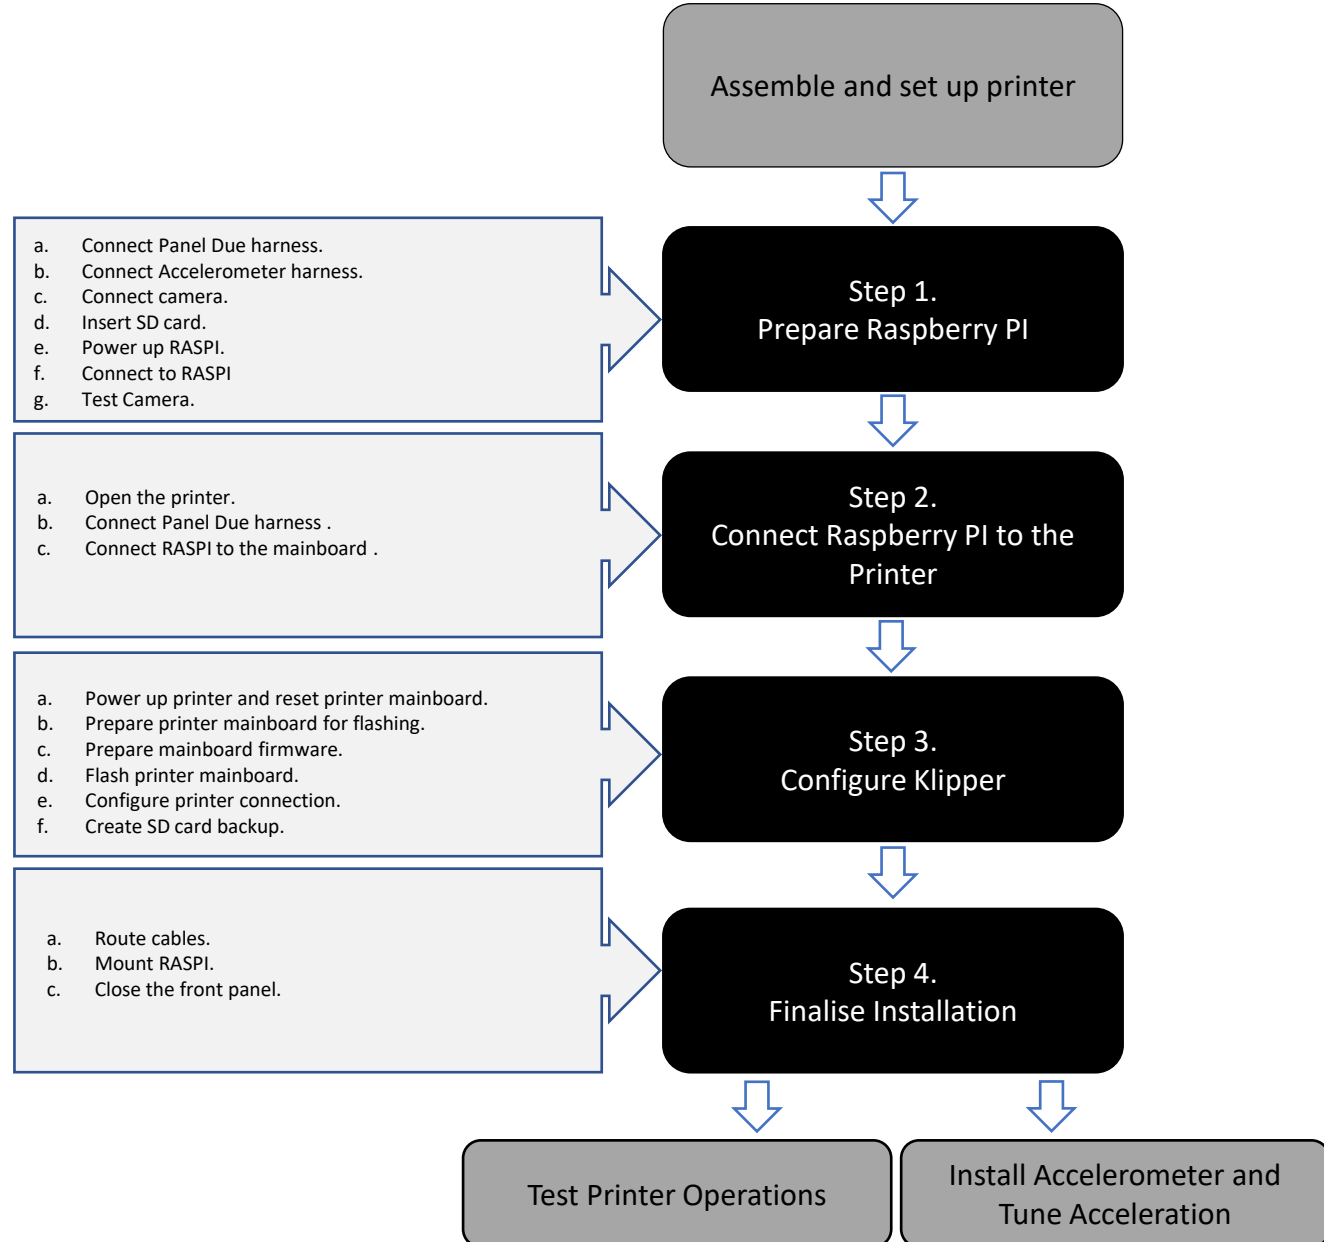 Assemble and set up printer
a. Connect Panel Due harness.
b. Connect Accelerometer harness.
c. Connect camera.
d. Insert SD card.
e. Power up RASPI.
f. Connect to RASPI
g. Test Camera.
Step 1.
Prepare Raspberry PI
a. Open the printer.
b. Connect Panel Due harness .
c. Connect RASPI to the mainboard .
Step 2.
Connect Raspberry PI to the
Printer
a. Power up printer and reset printer mainboard.
b. Prepare printer mainboard for flashing.
c. Prepare mainboard firmware.
d. Flash printer mainboard.
e. Configure printer connection.
f. Create SD card backup.
Step 3.
Configure Klipper
a. Route cables.
b. Mount RASPI.
c. Close the front panel.
Step 4.
Finalise Installation
Test Printer Operations
Install Accelerometer and
Tune Acceleration